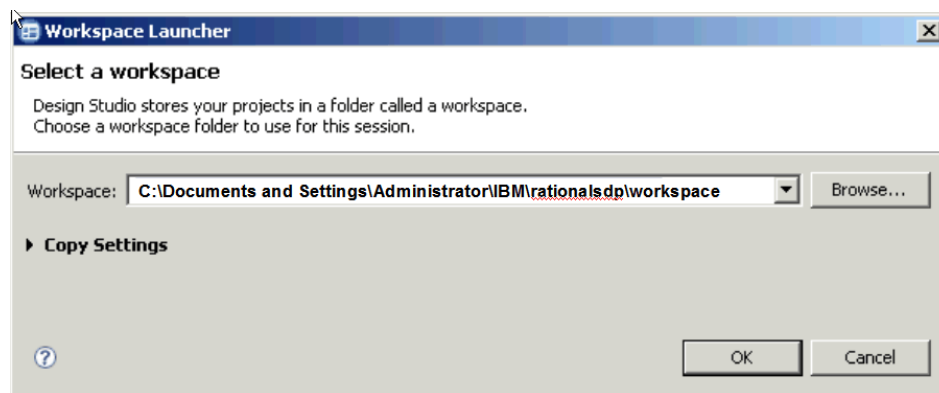 Workspace Launcher
Select a workspace
Design Studio stores your projects in a folder called a workspace.
Choose a workspace folder to use for this session.
Workspace: C:\Documents and Settings\Administrator\IBM\rationalsdp\workspace Browse...
Copy Settings
? OK Cancel